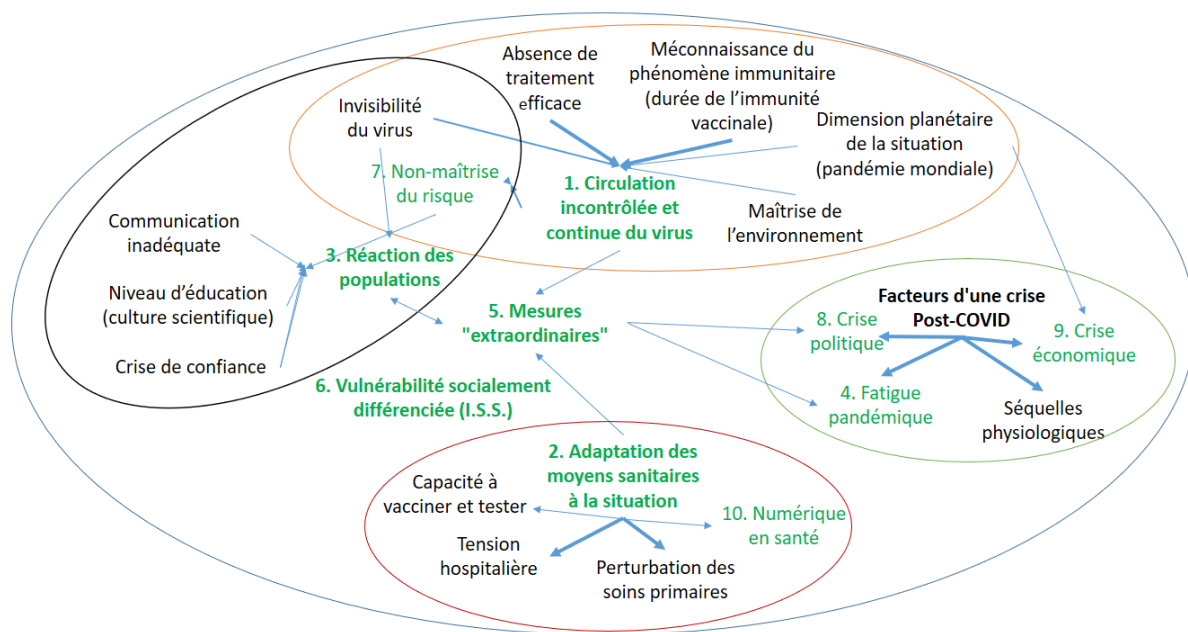 Absence de
traitement
efficace
Méconnaissance du
phénomène immunitaire
(durée de l’immunité
vaccinale)
Invisibilité
du virus
Dimension planétaire
de la situation
(pandémie mondiale)
7. Non-maîtrise
du risque
1. Circulation
incontrôlée et
continue du virus
Maîtrise de
l’environnement
Communication
inadéquate
3. Réaction des
populations
Niveau d’éducation
(culture scientifique)
Crise de confiance
5. Mesures
"extraordinaires"
6. Vulnérabilité socialement
différenciée (I.S.S.)
Facteurs d'une crise
Post-COVID
8. Crise
politique
9. Crise
économique
4. Fatigue
pandémique
Séquelles
physiologiques
2. Adaptation des
moyens sanitaires
à la situation
Capacité à
vacciner et tester
10. Numérique
en santé
Tension
hospitalière
Perturbation des
soins primaires